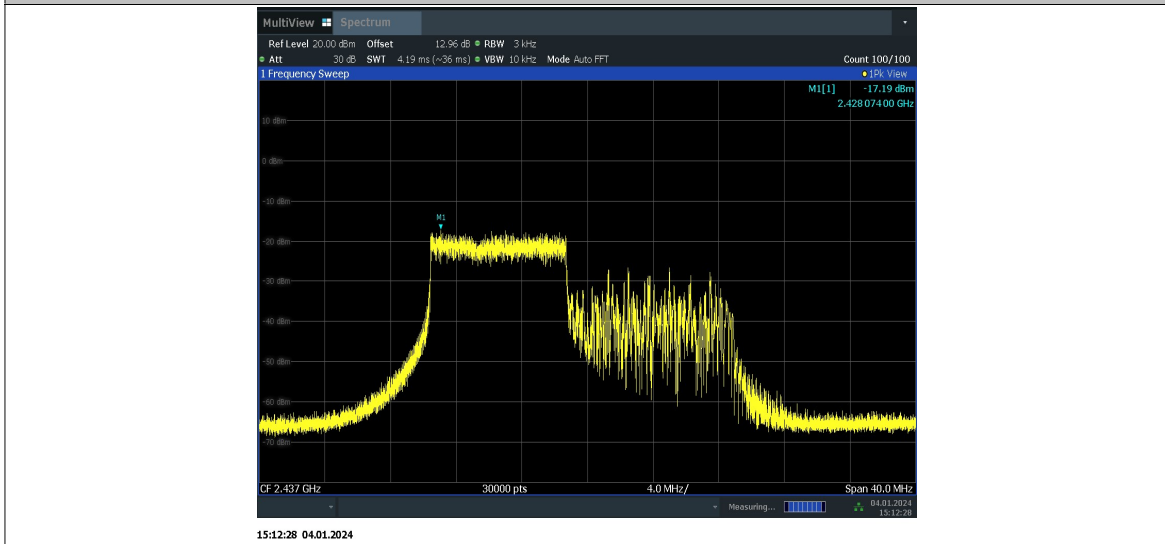 MultiView Spectrum
Ref Level 20.00 dBm Offset 12.96 dB RBW 3 kHz
Att 30 dB SWT 4.19 ms (~36 ms) VBW 10 kHz Mode Auto FFT Count 100/100
1 Frequency Sweep 1Pk View
M1[1] -17.19 dBm
2.428 074 00 GHz
10 dBm
0 dBm
-10 dBm
M1
-20 dBm
-30 dBm
-40 dBm
-50 dBm
-60 dBm
-70 dBm
CF 2.437 GHz 30000 pts 4.0 MHz/ Span 40.0 MHz
Measuring... 04.01.2024
15:12:28
15:12:28 04.01.2024